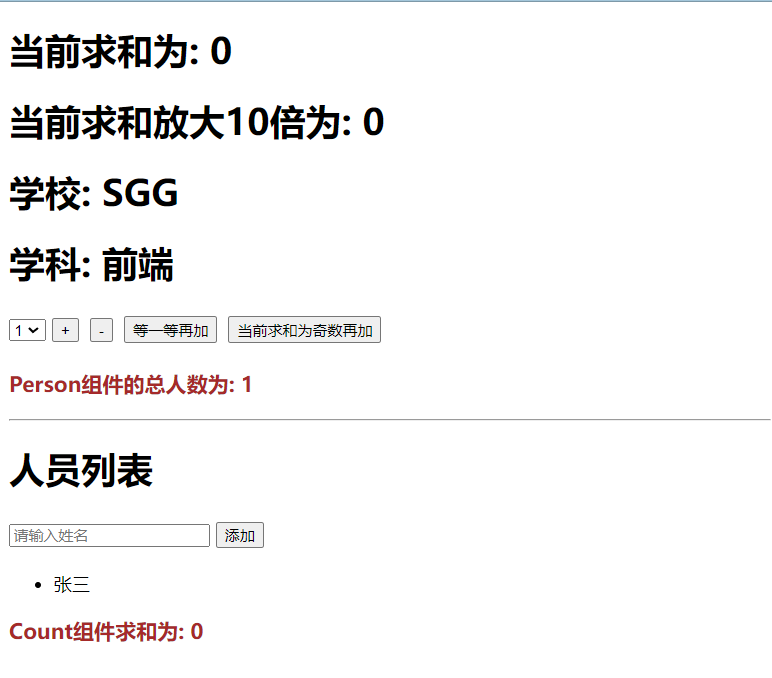 当前求和为: 0
当前求和放大10倍为: 0
学校: SGG
学科: 前端
1 + - 等一等再加 当前求和为奇数再加
Person组件的总人数为: 1
人员列表
请输入姓名 添加
张三
Count组件求和为: 0